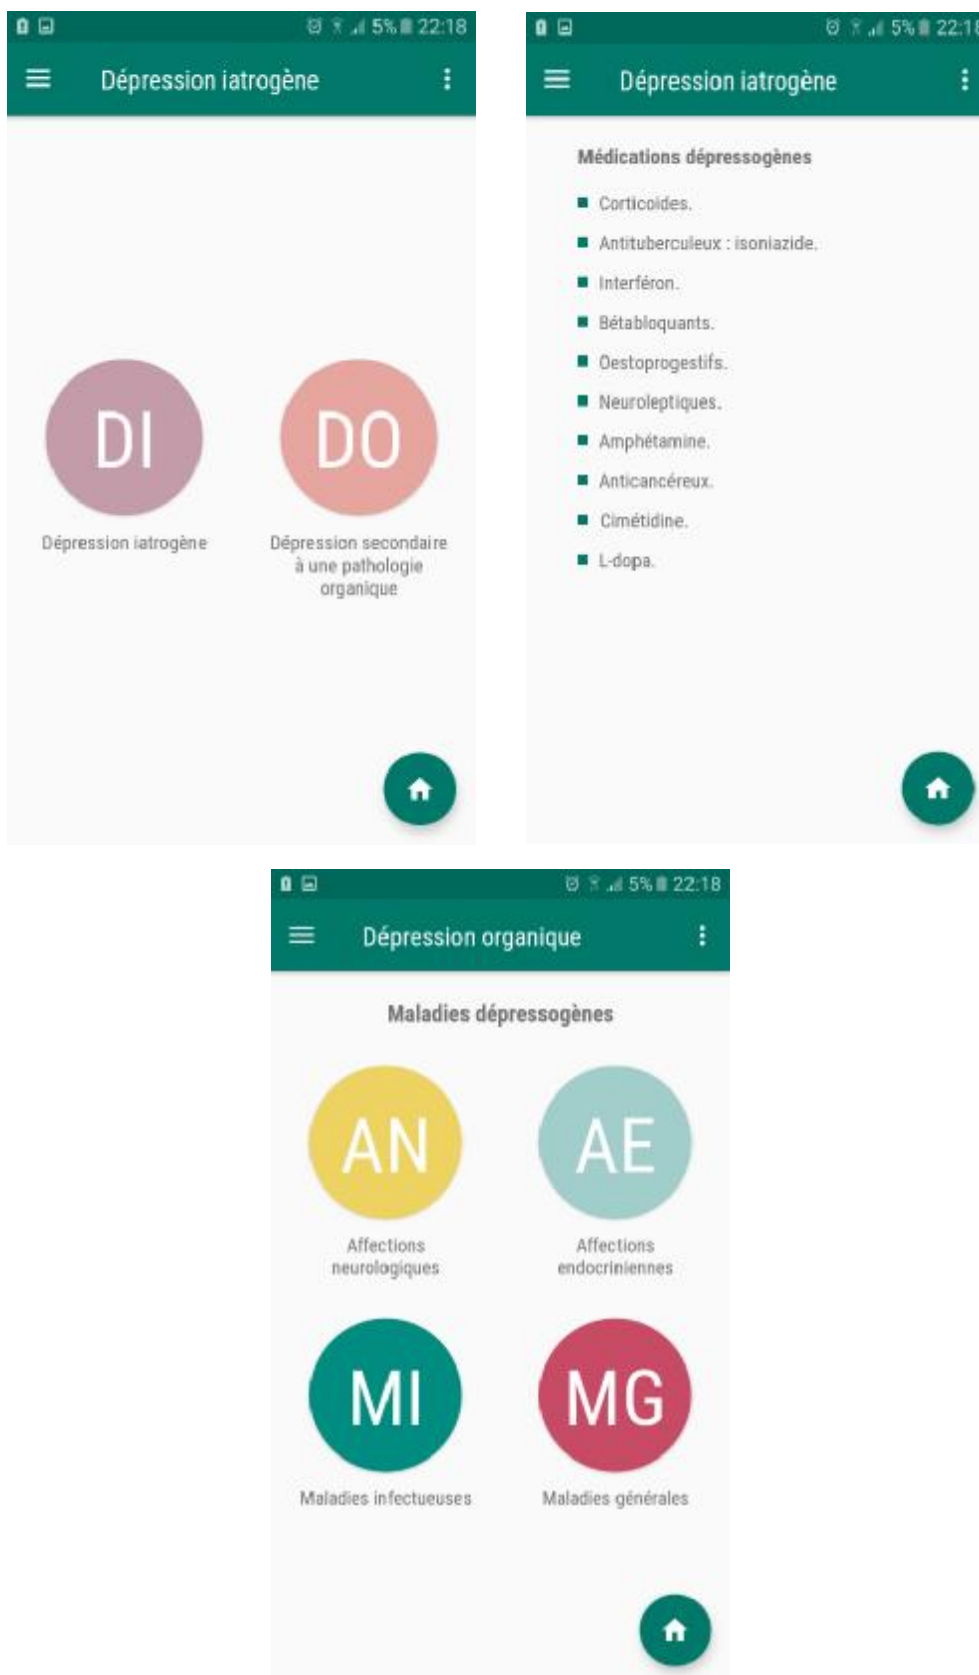 5% 22:18
Dépression iatrogène
DI
DO
Dépression iatrogène
Dépression secondaire
à une pathologie
organique
5% 22:18
Dépression iatrogène
Médications dépressogènes
Corticoides.
Antituberculeux : isoniazide.
Interféron.
Bétabloquants.
Oestoprogestifs.
Neuroleptiques.
Amphétamine.
Anticancéreux.
Cimétidine.
L-dopa.
5% 22:18
Dépression organique
Maladies dépressogènes
AN
AE
Affections
neurologiques
Affections
endocriniennes
MI
MG
Maladies infectueuses
Maladies générales